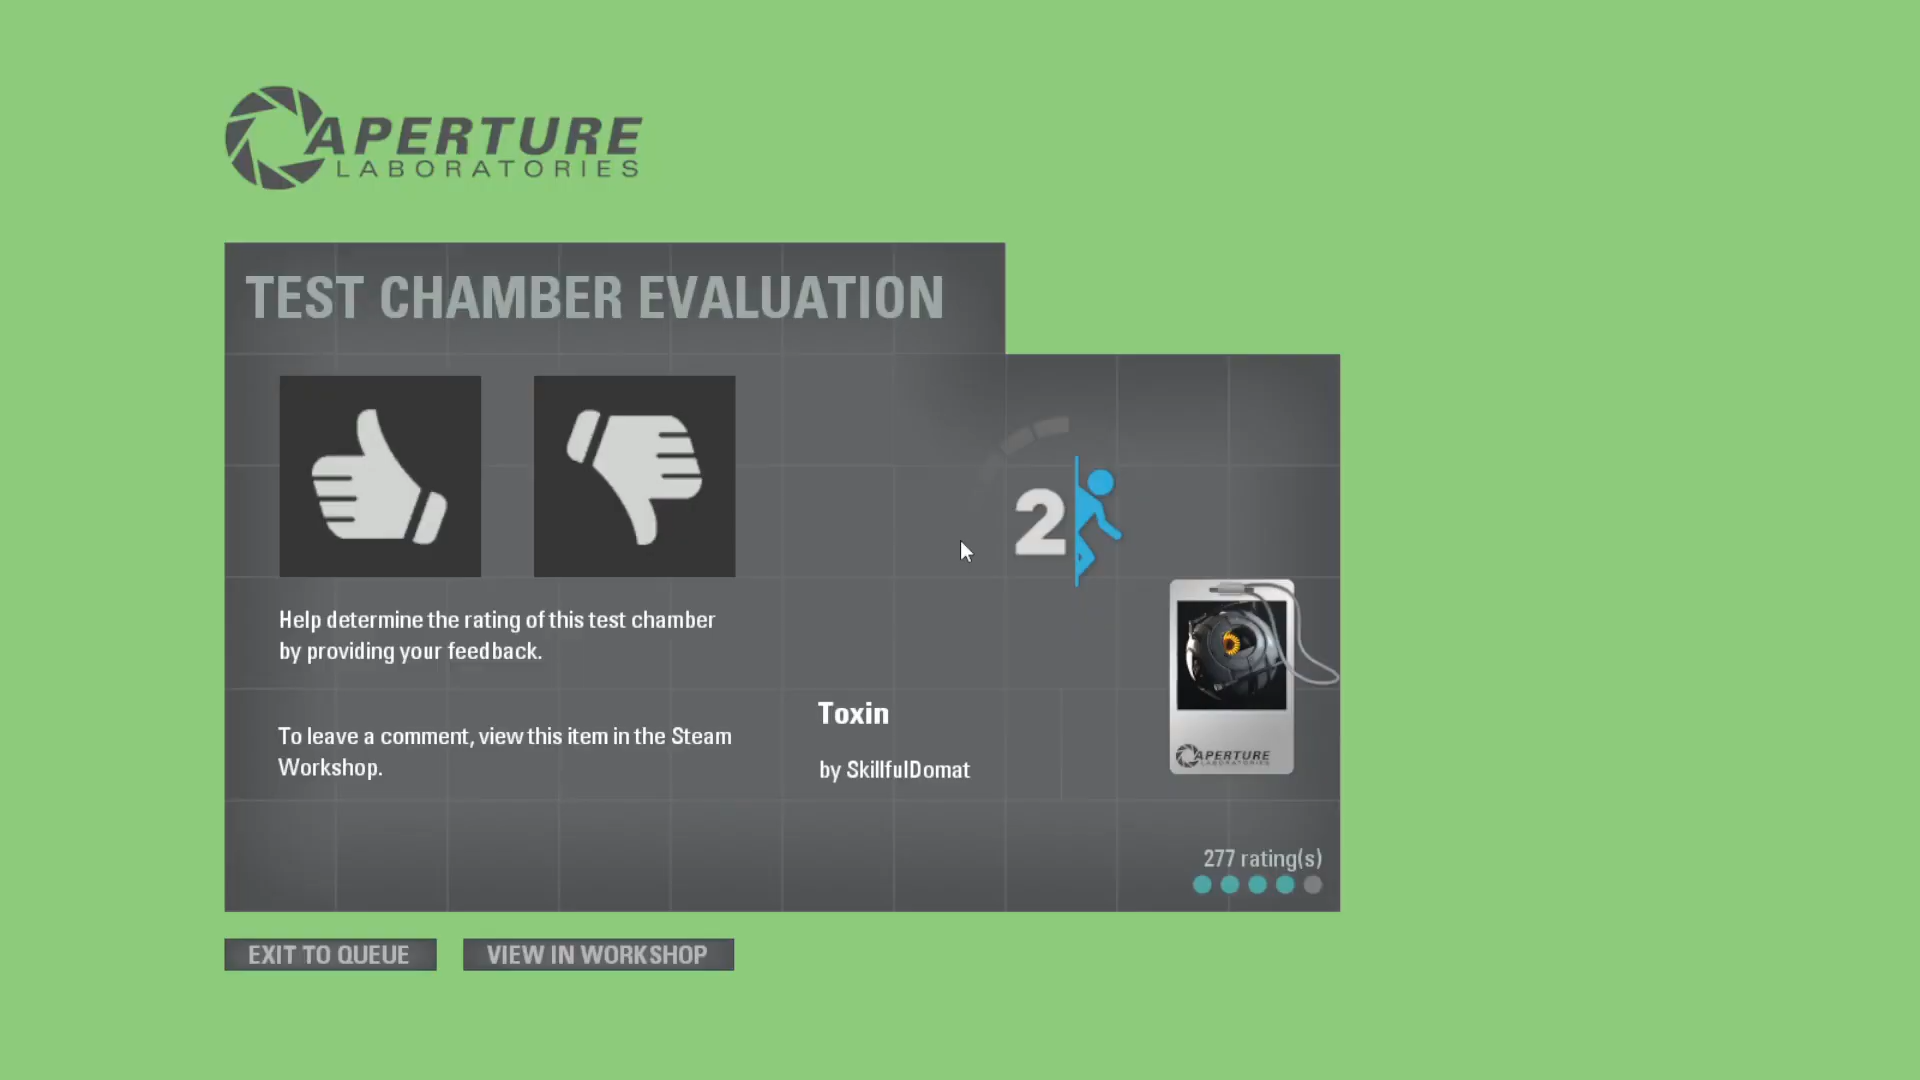 APERTURE
LABORATORIES
TEST CHAMBER EVALUATION
2
Help determine the rating of this test chamber
by providing your feedback.
To leave a comment, view this item in the Steam
Workshop.
Toxin
by SkillfulDomat
APERTURE
LABORATORIES
277 rating(s)
EXIT TO QUEUE
VIEW IN WORKSHOP